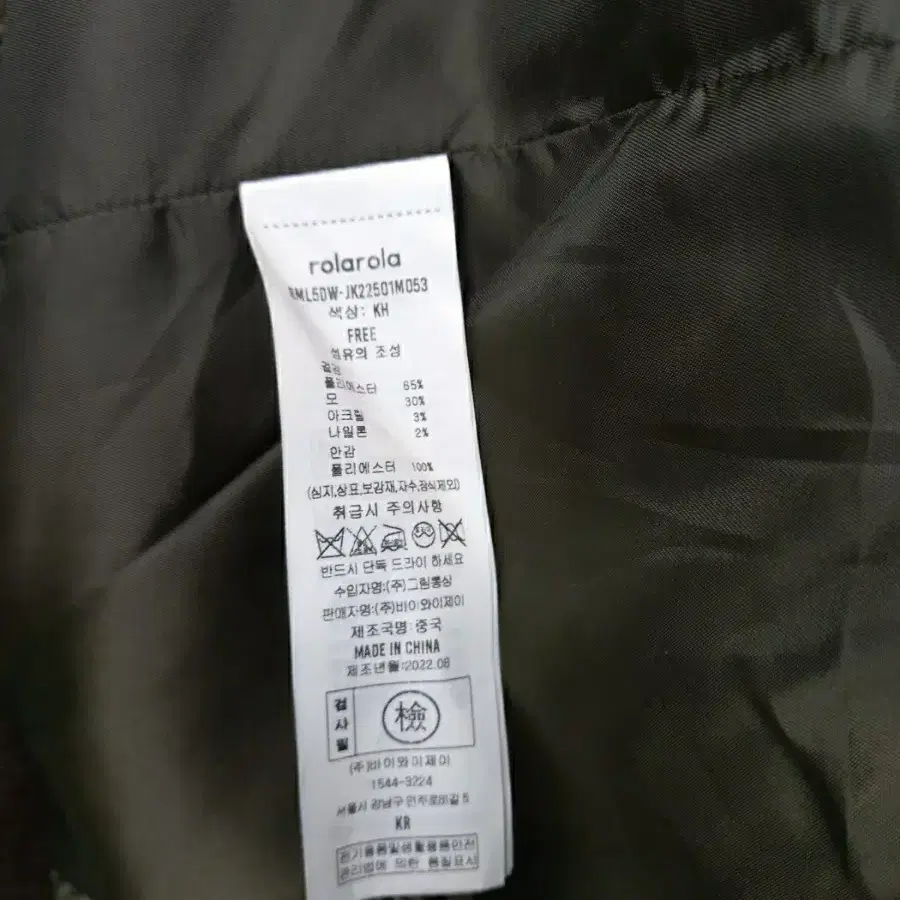 rolarola
RML5DW-JK22501M053
색상: KH
FREE
섬유의 조성
겉감
폴리에스터 65%
모 30%
아크릴 3%
나일론 2%
안감
폴리에스터 100%
(심지,상표,보강재,자수,장식제외)
취급시 주의사항
반드시 단독 드라이 하세요
수입자명:(주)그림통상
판매자명:(주)비이와이제이
제조국명:중국
MADE IN CHINA
제조년월:2022.08
검사필
檢
(주)바이와이제이
1544-3224
서울시 강남구 언주로
5
KR
전기용품및생활용품안전
관리법에 의한 품질표시